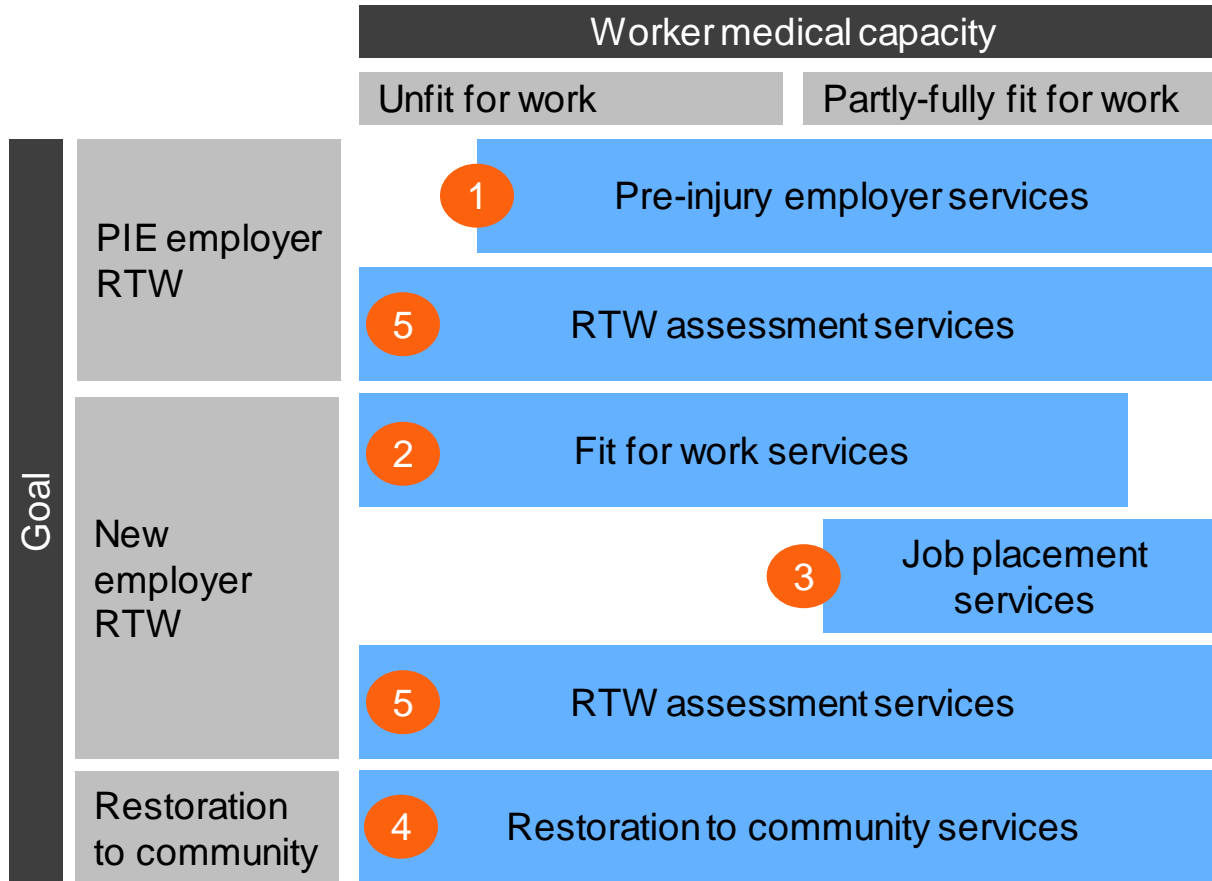 Worker medical capacity
Unfit for work
Partly-fully fit for work
Goal
PIE employer
RTW
1
Pre-injury employer services
5
RTW assessment services
New
employer
RTW
2
Fit for work services
3
Job placement
services
5
RTW assessment services
Restoration
to community
4
Restoration to community services